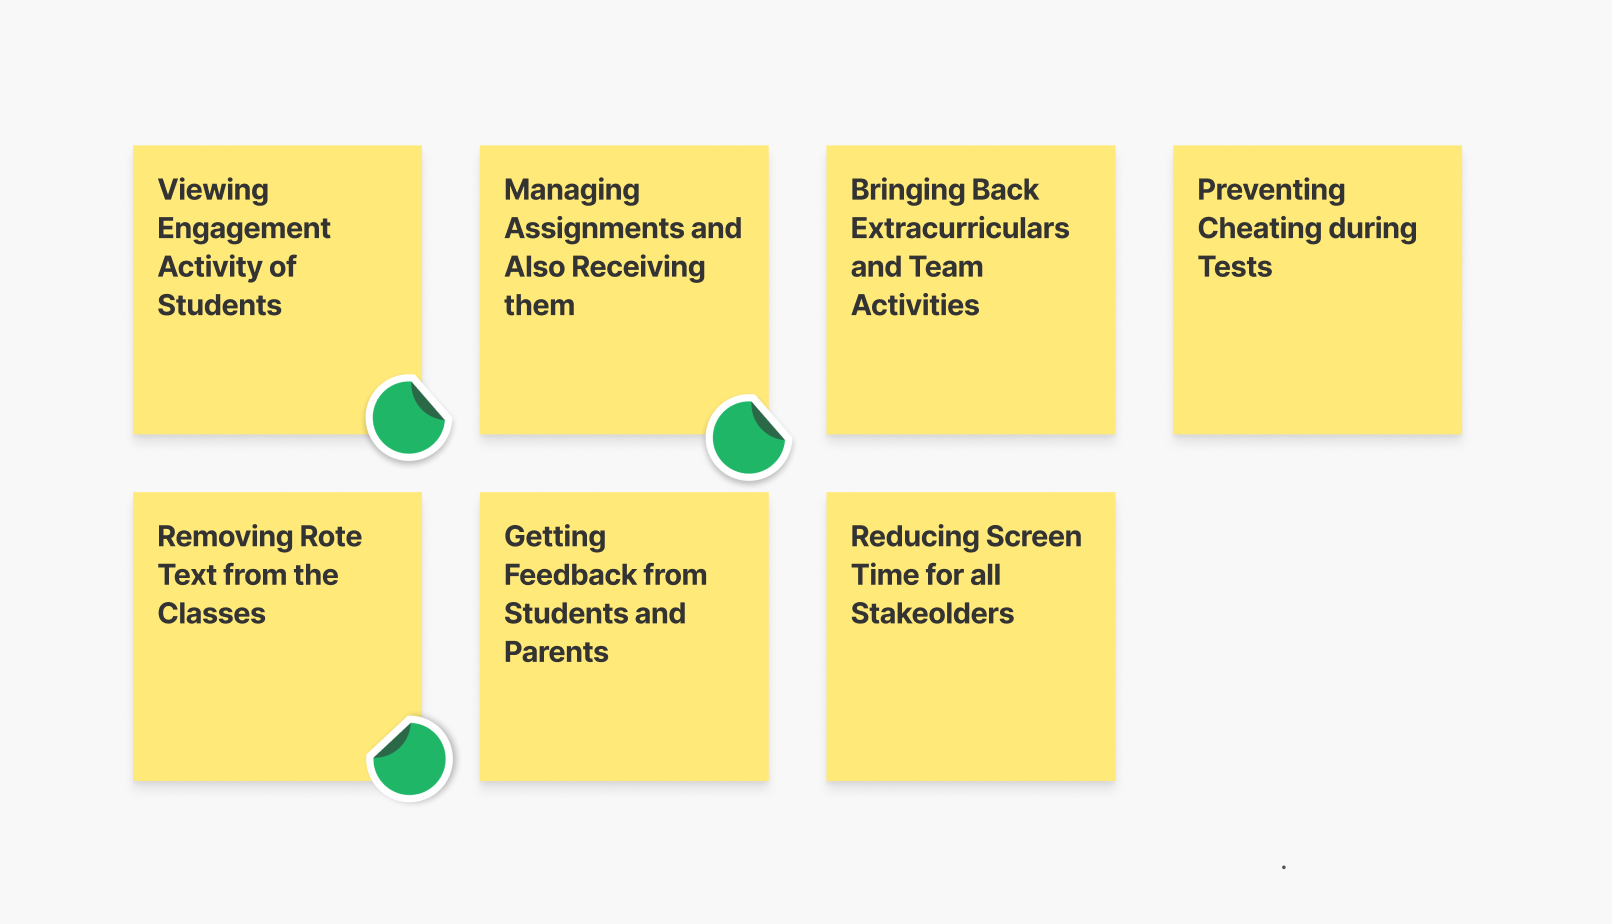 Viewing
Engagement
Activity of
Students
Managing
Assignments and
Also Receiving
them
Bringing Back
Extracurriculars
and Team
Activities
Preventing
Cheating during
Tests
Removing Rote
Text from the
Classes
Getting
Feedback from
Students and
Parents
Reducing Screen
Time for all
Stakeolders